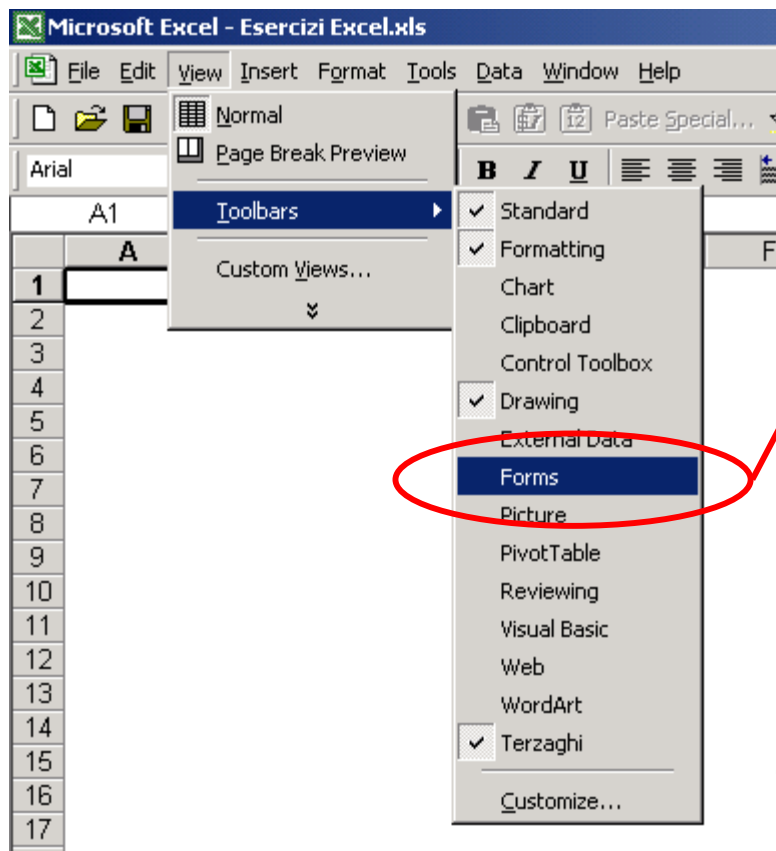 Microsoft Excel - Esercizi Excel.xls
File Edit View Insert Format Tools Data Window Help
Normal
12 Paste Special...
Page Break Preview
Arial
B I U
A1
Toolbars
Standard
A
Formatting
F
Custom Views...
Chart
Clipboard
Control Toolbox
Drawing
External Data
Forms
Picture
PivotTable
Reviewing
Visual Basic
Web
WordArt
Terzaghi
Customize...
1
2
3
4
5
6
7
8
9
10
11
12
13
14
15
16
17